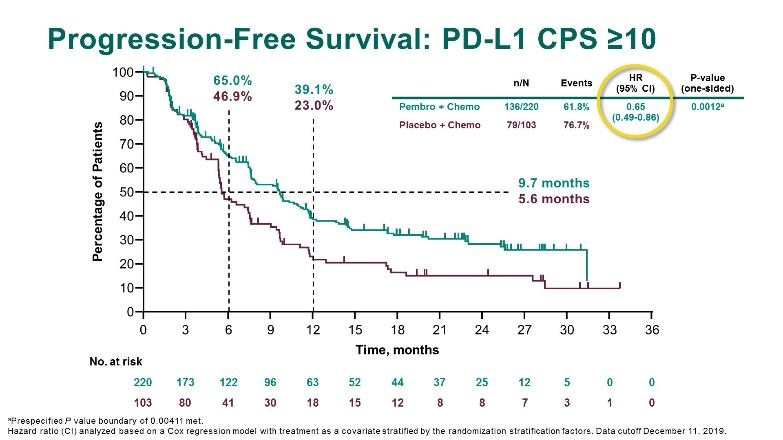 Progression-Free Survival: PD-L1 CPS ≥10
n/N Events HR (95% CI) P-value (one-sided)
Pembro + Chemo 136/220 61.8% 0.65 (0.49-0.86) 0.0012ᵃ
Placebo + Chemo 79/103 76.7%
65.0%
46.9%
39.1%
23.0%
9.7 months
5.6 months
Percentage of Patients
100
90
80
70
60
50
40
30
20
10
0
0 3 6 9 12 15 18 21 24 27 30 33 36
Time, months
No. at risk
220 173 122 96 63 52 44 37 25 12 5 0 0
103 80 41 30 18 15 12 8 8 7 3 1 0
ᵃPrespecified P value boundary of 0.00411 met.
Hazard ratio (CI) analyzed based on a Cox regression model with treatment as a covariate stratified by the randomization stratification factors. Data cutoff December 11, 2019.